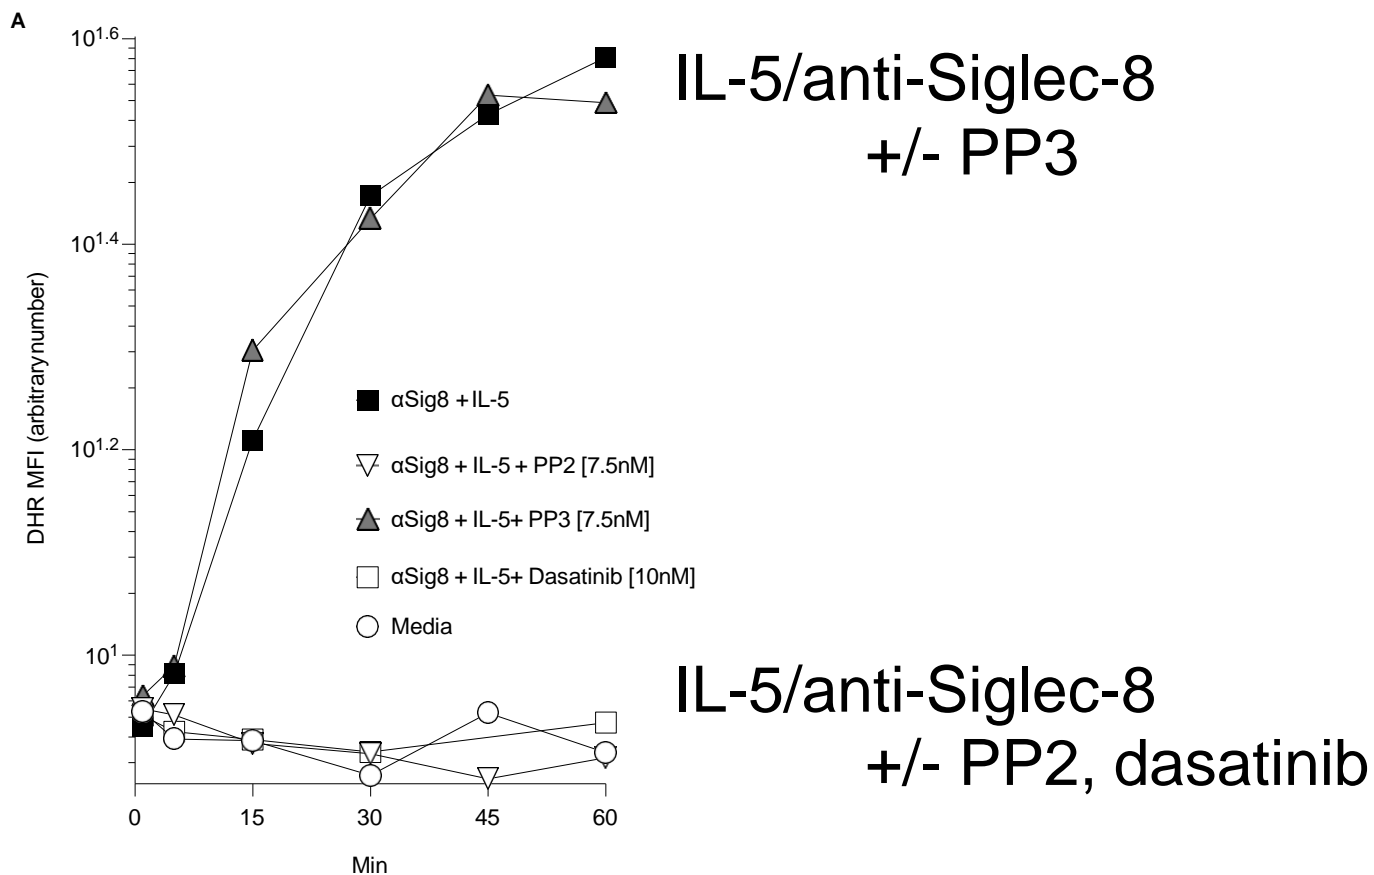 A
IL-5/anti-Siglec-8
+/- PP3
10^1.6
10^1.4
10^1.2
10^1
DHR MFI (arbitrarynumber)
αSig8 +IL-5
αSig8 + IL-5 + PP2 [7.5nM]
αSig8 + IL-5+ PP3 [7.5nM]
αSig8 + IL-5+ Dasatinib [10nM]
Media
IL-5/anti-Siglec-8
+/- PP2, dasatinib
0 15 30 45 60
Min